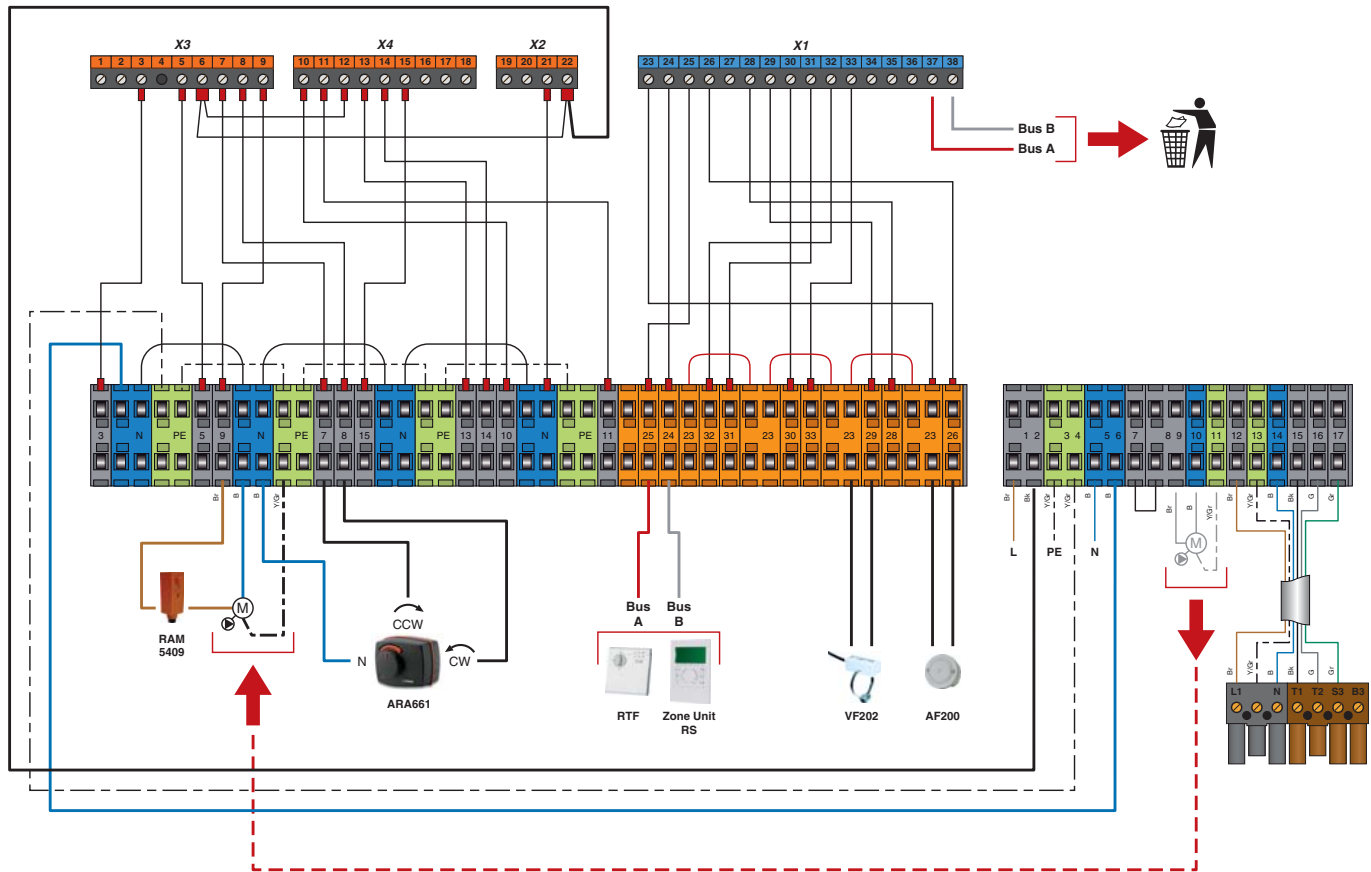 X3 X4 X2 X1
1 2 3 4 5 6 7 8 9 10 11 12 13 14 15 16 17 18 19 20 21 22 23 24 25 26 27 28 29 30 31 32 33 34 35 36 37 38
Bus B
Bus A
3 N PE 5 9 N PE 7 8 15 N PE 13 14 10 N PE 11 25 24 23 32 31 23 30 33 23 29 28 23 26
1 2 3 4 5 6 7 8 9 10 11 12 13 14 15 16 17
Br B B Y/Gr
Br Bk Y/Gr Y/Gr B B Br B Y/Gr Br Y/Gr B Bk G Gr
L PE N
M
M
RAM
5409
CCW
N CW
ARA661
Bus
A
Bus
B
RTF
Zone Unit
RS
VF202
AF200
Br Y/Gr B Bk G Gr
L1 N T1 T2 S3 B3